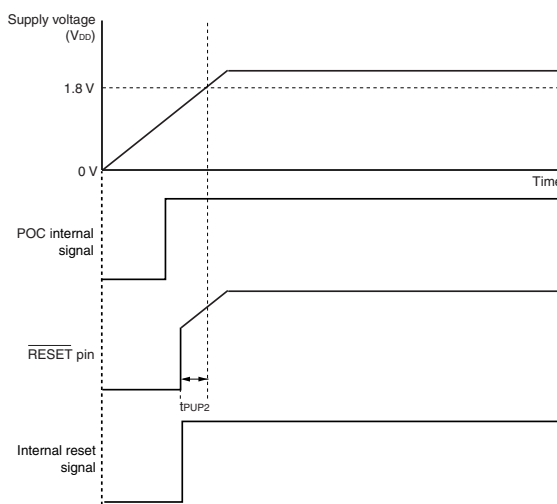 Supply voltage
(VDD)
1.8 V
0 V
Time
POC internal
signal
RESET pin
tPUP2
Internal reset
signal